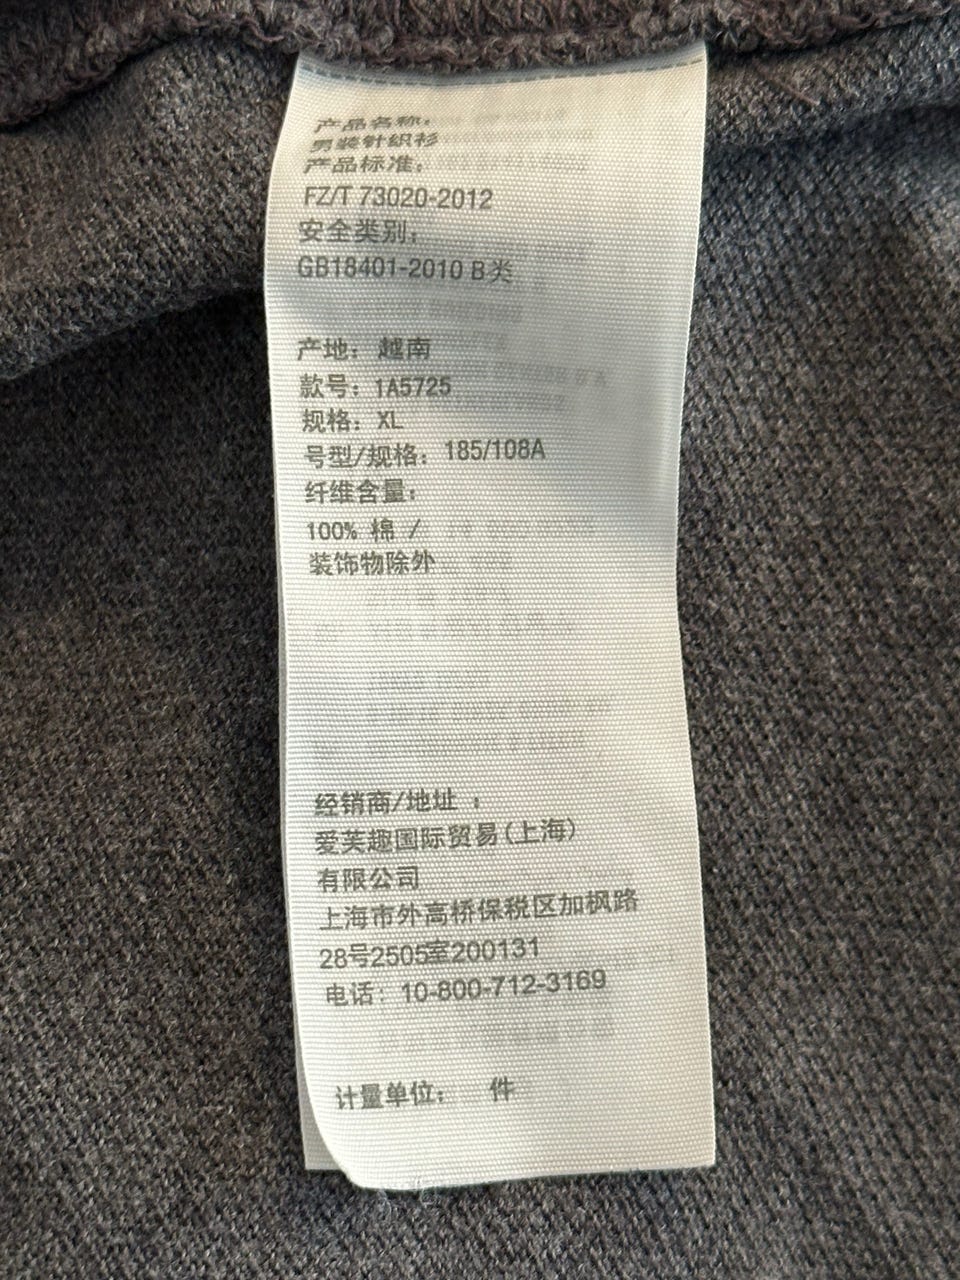 产品名称：
男装针织衫
产品标准：
FZ/T 73020-2012
安全类别：
GB18401-2010 B类
产地：越南
款号：1A5725
规格：XL
号型/规格：185/108A
纤维含量：
100% 棉 /
装饰物除外
经销商/地址：
爱芙趣国际贸易(上海)
有限公司
上海市外高桥保税区加枫路
28号2505室200131
电话：10-800-712-3169
计量单位： 件